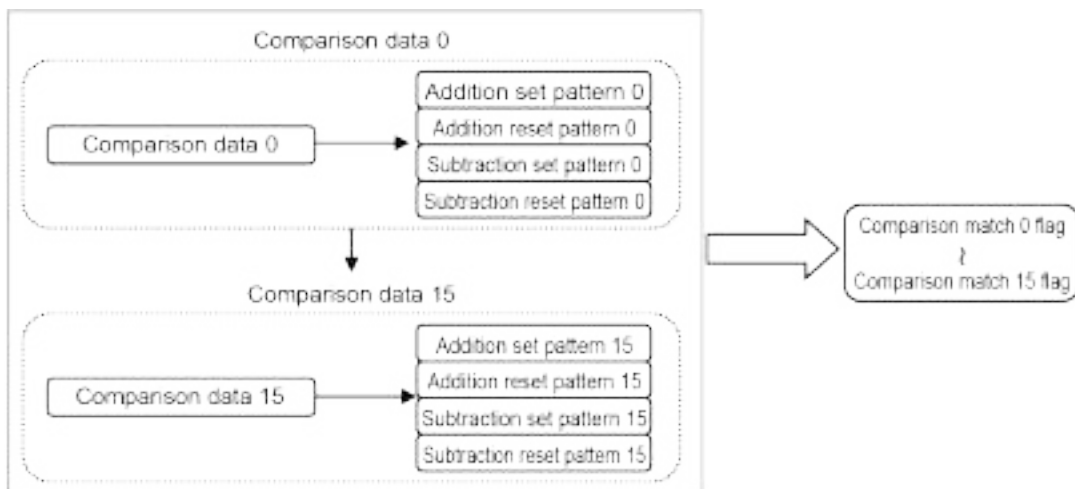 Comparison data 0
Comparison data 0
Addition set pattern 0
Addition reset pattern 0
Subtraction set pattern 0
Subtraction reset pattern 0
Comparison data 15
Comparison data 15
Addition set pattern 15
Addition reset pattern 15
Subtraction set pattern 15
Subtraction reset pattern 15
Comparison match 0 flag
≀
Comparison match 15 flag